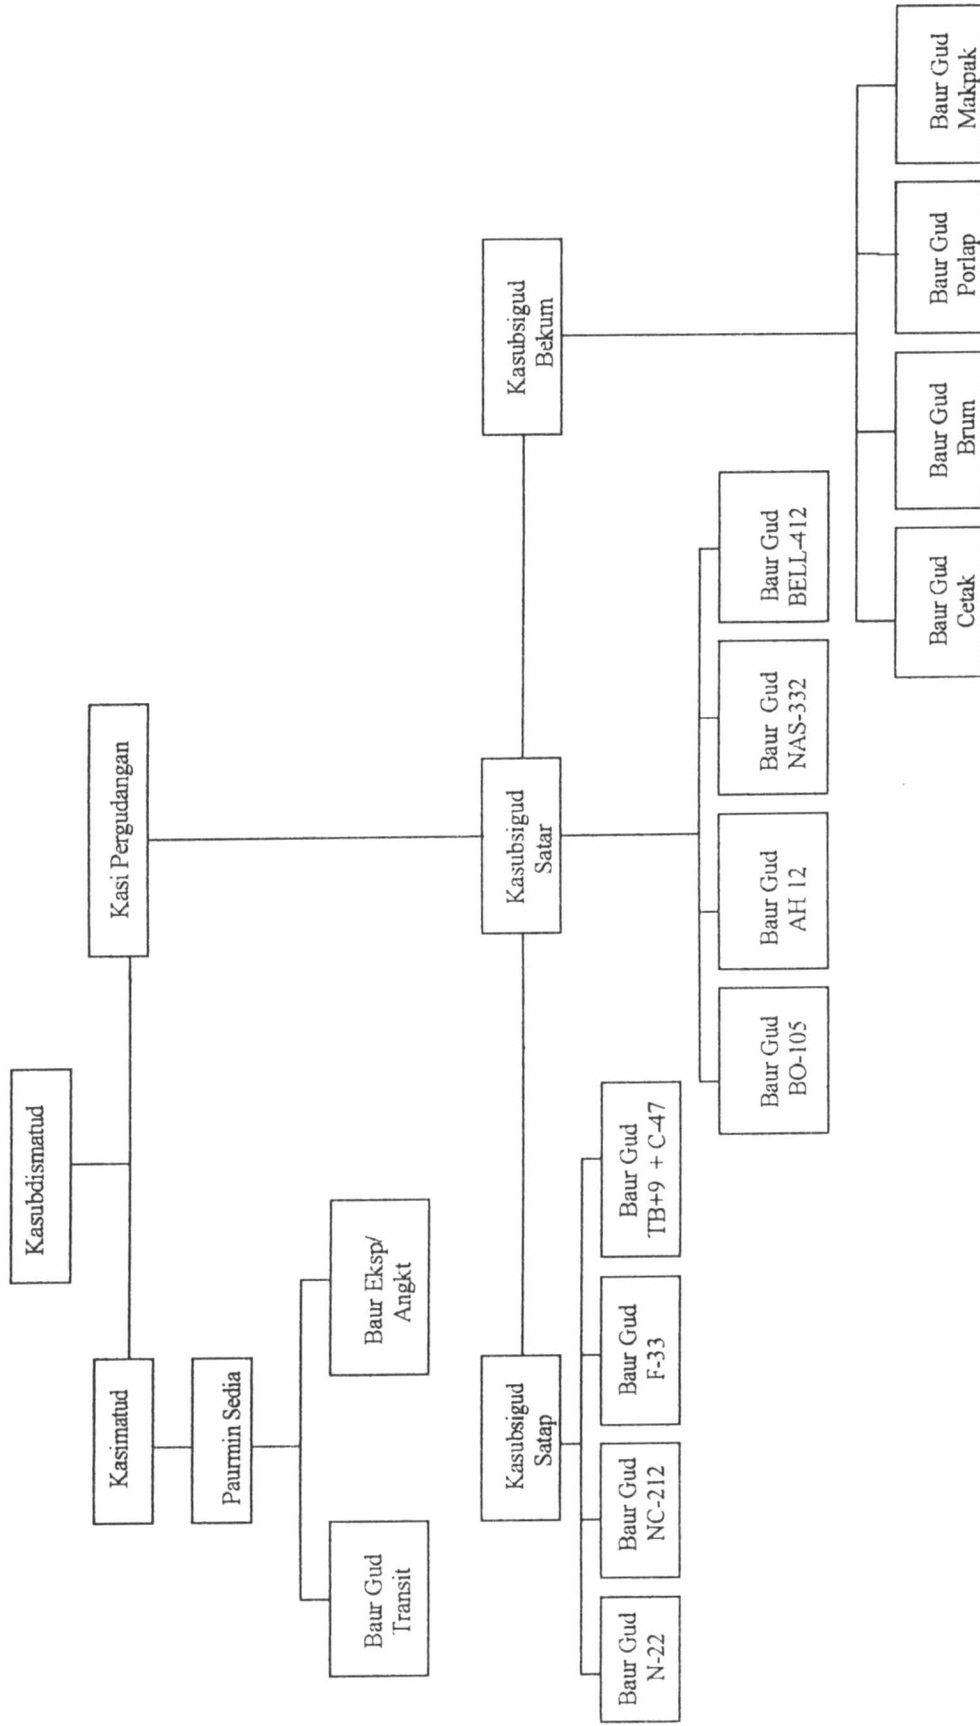 Kasubdismatud
Kasimatud
Kasi Pergudangan
Paurmin Sedia
Baur Gud
Transit
Baur Eksp/
Angkt
Kasubsigud
Satap
Kasubsigud
Satar
Kasubsigud
Bekum
Baur Gud
N-22
Baur Gud
NC-212
Baur Gud
F-33
Baur Gud
TB+9 + C-47
Baur Gud
BO-105
Baur Gud
AH 12
Baur Gud
NAS-332
Baur Gud
BELL-412
Baur Gud
Cetak
Baur Gud
Brum
Baur Gud
Porlap
Baur Gud
Makpak